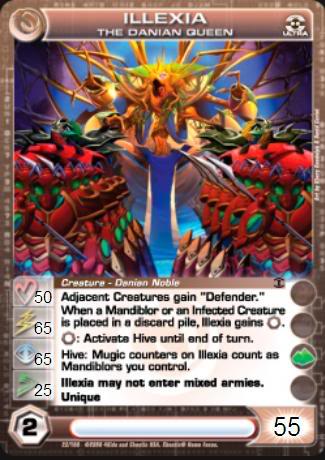 ILLEXIA
THE DANIAN QUEEN
ULTRA
Creature - Danian Noble
50
65
65
25
Adjacent Creatures gain "Defender."
When a Mandiblor or an Infected Creature
is placed in a discard pile, Illexia gains .
: Activate Hive until end of turn.
Hive: Mugic counters on Illexia count as
Mandiblors you control.
Illexia may not enter mixed armies.
Unique
2
55